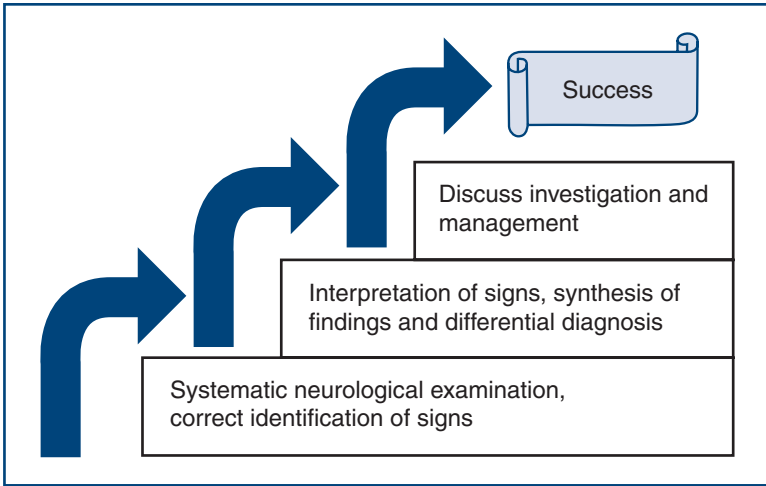 Success
Discuss investigation and
management
Interpretation of signs, synthesis of
findings and differential diagnosis
Systematic neurological examination,
correct identification of signs